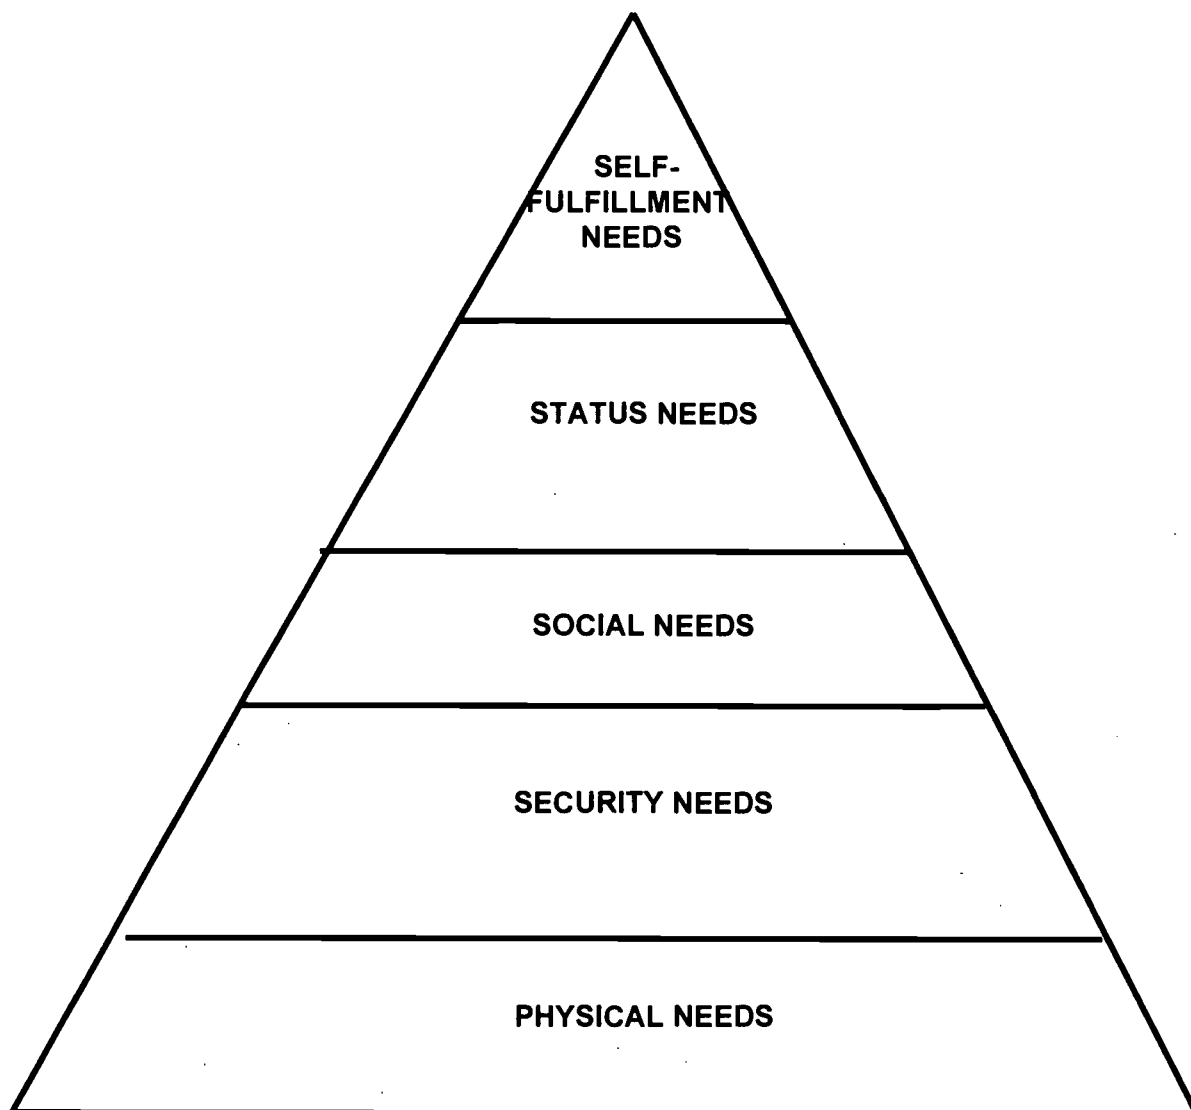 SELF-
FULFILLMENT
NEEDS
STATUS NEEDS
SOCIAL NEEDS
SECURITY NEEDS
PHYSICAL NEEDS